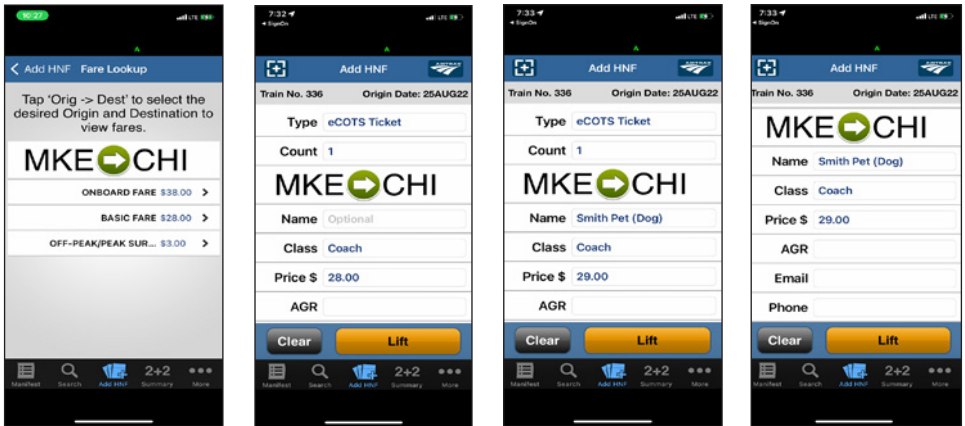 10:27
LTE
A
Add HNF Fare Lookup
Tap 'Orig -> Dest' to select the
desired Origin and Destination to
view fares.
MKE CHI
ONBOARD FARE $38.00
BASIC FARE $28.00
OFF-PEAK/PEAK SUR... $3.00
Manifest Search Add HNF 2+2 Summary More
7:32
SignOn
LTE
A
Add HNF
AMTRAK
Train No. 336 Origin Date: 25AUG22
Type eCOTS Ticket
Count 1
MKE CHI
Name Optional
Class Coach
Price $ 28.00
AGR
Clear Lift
Manifest Search Add HNF 2+2 Summary More
7:33
SignOn
LTE
A
Add HNF
AMTRAK
Train No. 336 Origin Date: 25AUG22
Type eCOTS Ticket
Count 1
MKE CHI
Name Smith Pet (Dog)
Class Coach
Price $ 29.00
AGR
Clear Lift
Manifest Search Add HNF 2+2 Summary More
7:33
SignOn
LTE
A
Add HNF
AMTRAK
Train No. 336 Origin Date: 25AUG22
MKE CHI
Name Smith Pet (Dog)
Class Coach
Price $ 29.00
AGR
Email
Phone
Clear Lift
Manifest Search Add HNF 2+2 Summary More